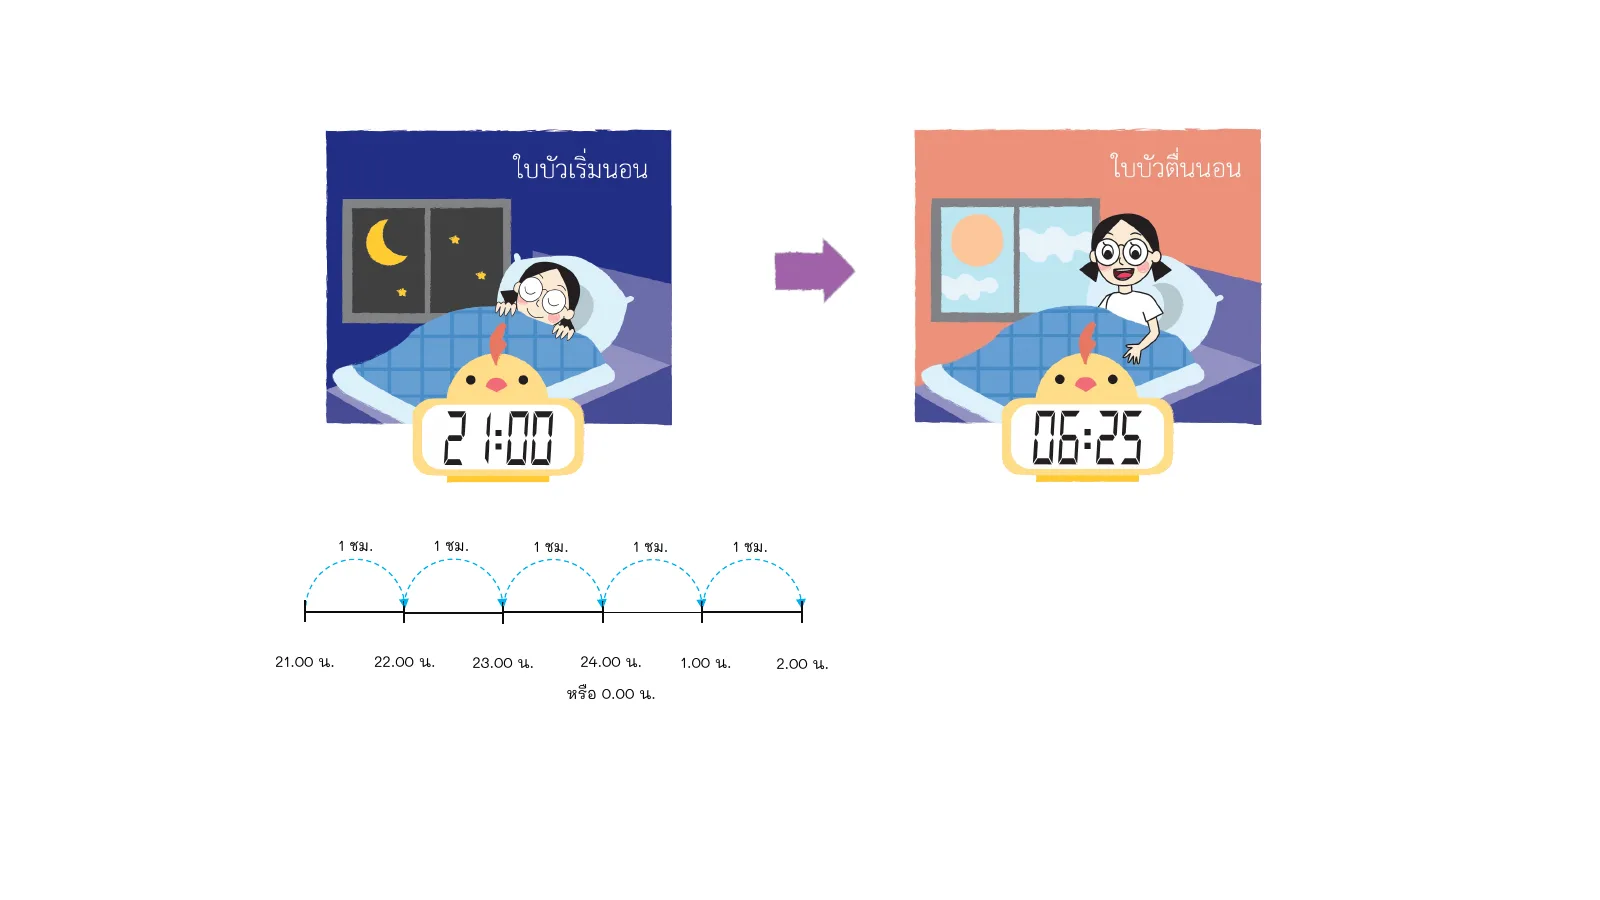 ใบบัวเริ่มนอน
ใบบัวตื่นนอน
21:00
06:25
1 ชม. 1 ชม. 1 ชม. 1 ชม. 1 ชม.
21.00 น. 22.00 น. 23.00 น. 24.00 น. 1.00 น. 2.00 น.
หรือ 0.00 น.